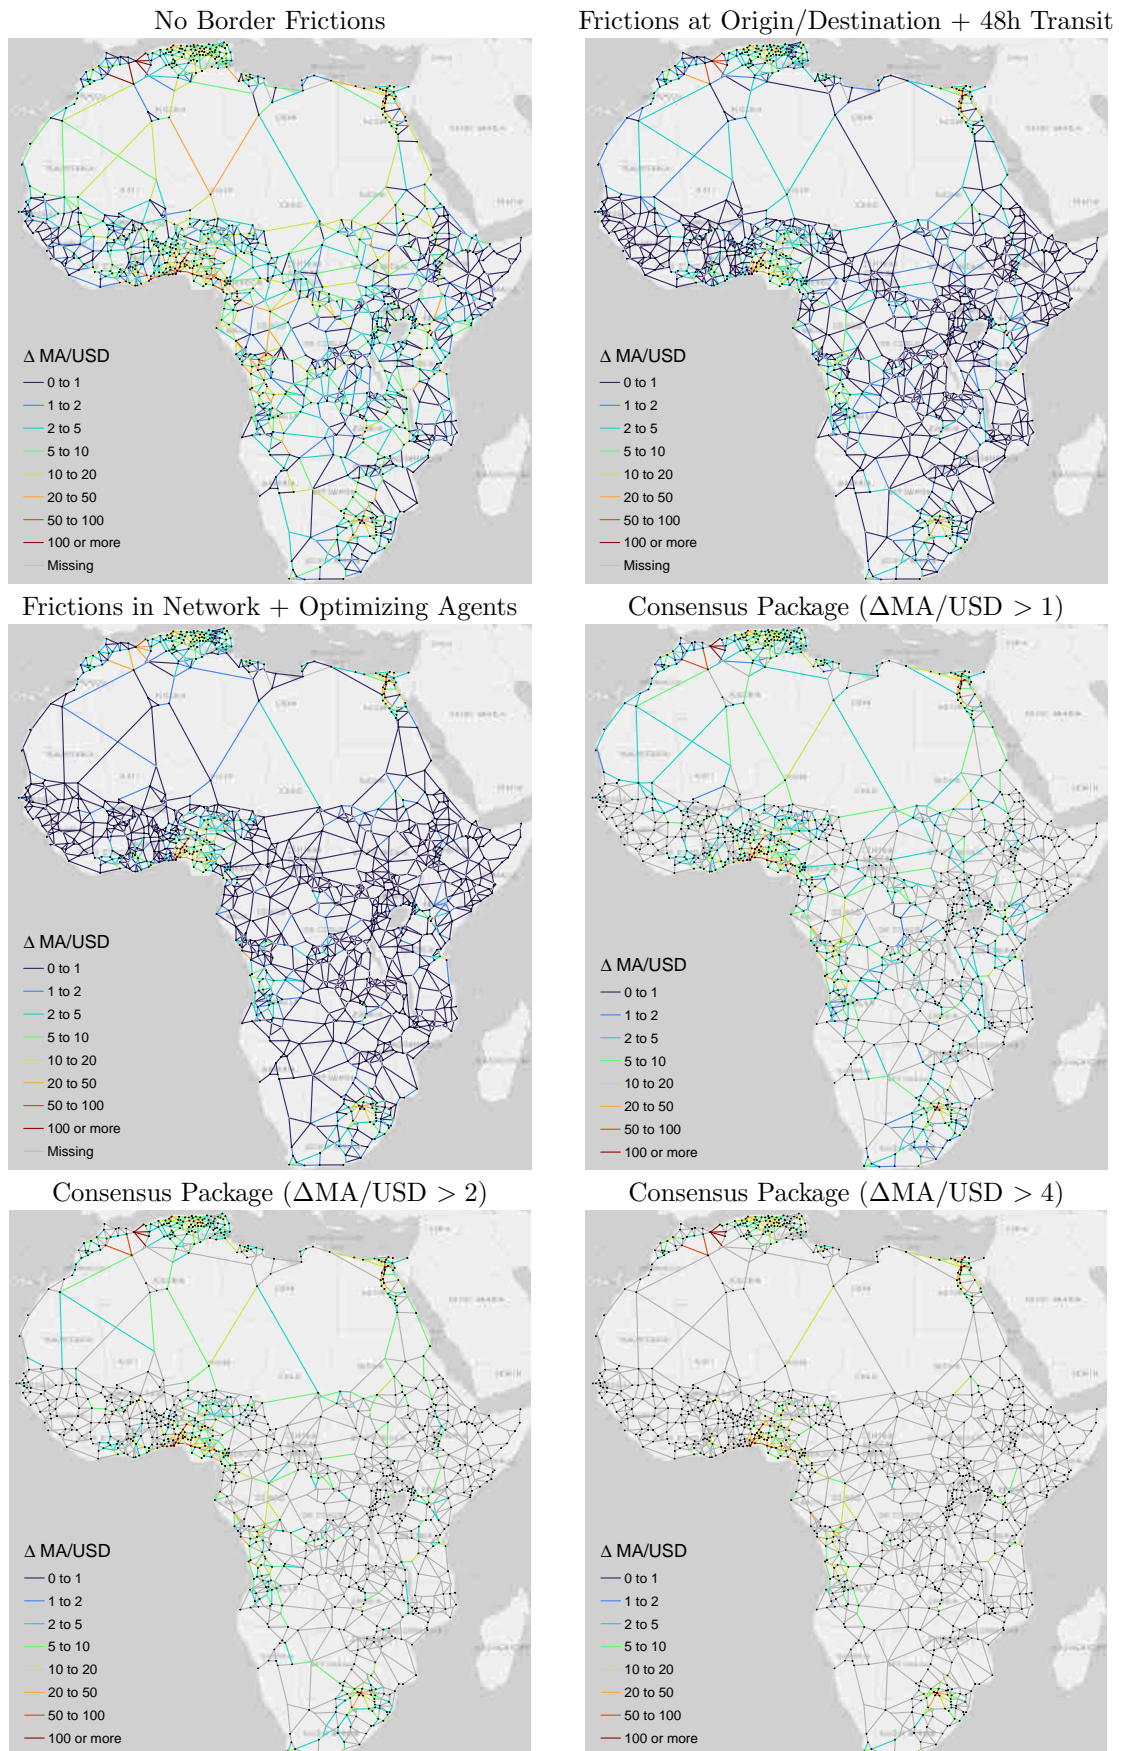 No Border Frictions
Frictions at Origin/Destination + 48h Transit
Δ MA/USD
0 to 1
1 to 2
2 to 5
5 to 10
10 to 20
20 to 50
50 to 100
100 or more
Missing
Δ MA/USD
0 to 1
1 to 2
2 to 5
5 to 10
10 to 20
20 to 50
50 to 100
100 or more
Missing
Frictions in Network + Optimizing Agents
Consensus Package (ΔMA/USD > 1)
Δ MA/USD
0 to 1
1 to 2
2 to 5
5 to 10
10 to 20
20 to 50
50 to 100
100 or more
Missing
Δ MA/USD
0 to 1
1 to 2
2 to 5
5 to 10
10 to 20
20 to 50
50 to 100
100 or more
Consensus Package (ΔMA/USD > 2)
Consensus Package (ΔMA/USD > 4)
Δ MA/USD
0 to 1
1 to 2
2 to 5
5 to 10
10 to 20
20 to 50
50 to 100
100 or more
Δ MA/USD
0 to 1
1 to 2
2 to 5
5 to 10
10 to 20
20 to 50
50 to 100
100 or more